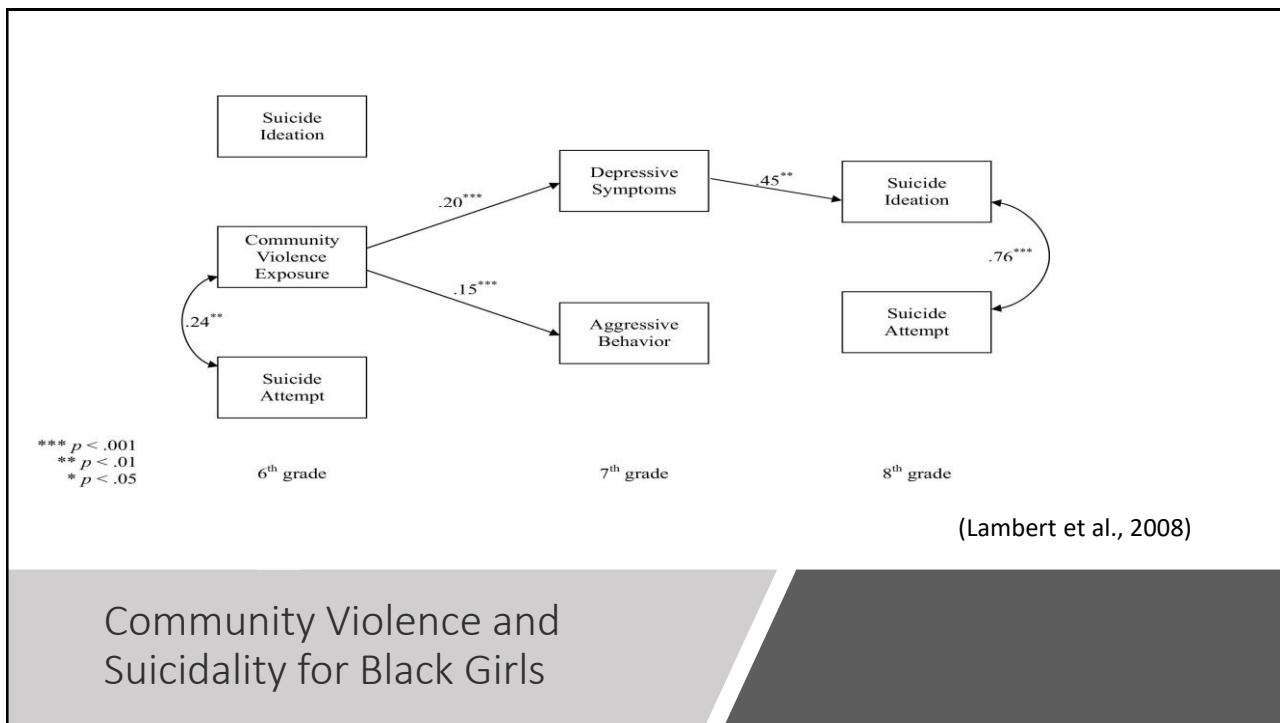 Suicide
Ideation
Community
Violence
Exposure
Suicide
Attempt
.24**
.20***
.15***
Depressive
Symptoms
Aggressive
Behavior
.45**
Suicide
Ideation
.76***
Suicide
Attempt
*** p < .001
** p < .01
* p < .05
6th grade
7th grade
8th grade
(Lambert et al., 2008)
Community Violence and
Suicidality for Black Girls